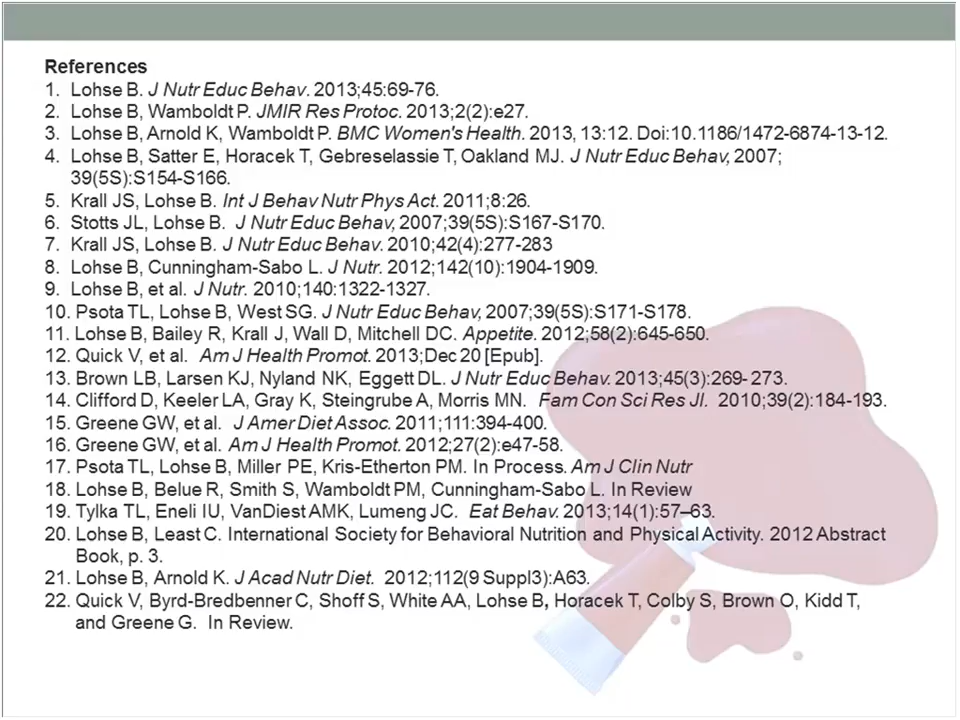 References
1. Lohse B. J Nutr Educ Behav. 2013;45:69-76.
2. Lohse B, Wamboldt P. JMIR Res Protoc. 2013;2(2):e27.
3. Lohse B, Arnold K, Wamboldt P. BMC Women's Health. 2013, 13:12. Doi:10.1186/1472-6874-13-12.
4. Lohse B, Satter E, Horacek T, Gebreselassie T, Oakland MJ. J Nutr Educ Behav, 2007;
39(5S):S154-S166.
5. Krall JS, Lohse B. Int J Behav Nutr Phys Act. 2011;8:26.
6. Stotts JL, Lohse B. J Nutr Educ Behav, 2007;39(5S):S167-S170.
7. Krall JS, Lohse B. J Nutr Educ Behav. 2010;42(4):277-283
8. Lohse B, Cunningham-Sabo L. J Nutr. 2012;142(10):1904-1909.
9. Lohse B, et al. J Nutr. 2010;140:1322-1327.
10. Psota TL, Lohse B, West SG. J Nutr Educ Behav, 2007;39(5S):S171-S178.
11. Lohse B, Bailey R, Krall J, Wall D, Mitchell DC. Appetite. 2012;58(2):645-650.
12. Quick V, et al. Am J Health Promot. 2013;Dec 20 [Epub].
13. Brown LB, Larsen KJ, Nyland NK, Eggett DL. J Nutr Educ Behav. 2013;45(3):269- 273.
14. Clifford D, Keeler LA, Gray K, Steingrube A, Morris MN. Fam Con Sci Res Jl. 2010;39(2):184-193.
15. Greene GW, et al. J Amer Diet Assoc. 2011;111:394-400.
16. Greene GW, et al. Am J Health Promot. 2012;27(2):e47-58.
17. Psota TL, Lohse B, Miller PE, Kris-Etherton PM. In Process. Am J Clin Nutr
18. Lohse B, Belue R, Smith S, Wamboldt PM, Cunningham-Sabo L. In Review
19. Tylka TL, Eneli IU, VanDiest AMK, Lumeng JC. Eat Behav. 2013;14(1):57–63.
20. Lohse B, Least C. International Society for Behavioral Nutrition and Physical Activity. 2012 Abstract
Book, p. 3.
21. Lohse B, Arnold K. J Acad Nutr Diet. 2012;112(9 Suppl3):A63.
22. Quick V, Byrd-Bredbenner C, Shoff S, White AA, Lohse B, Horacek T, Colby S, Brown O, Kidd T,
and Greene G. In Review.